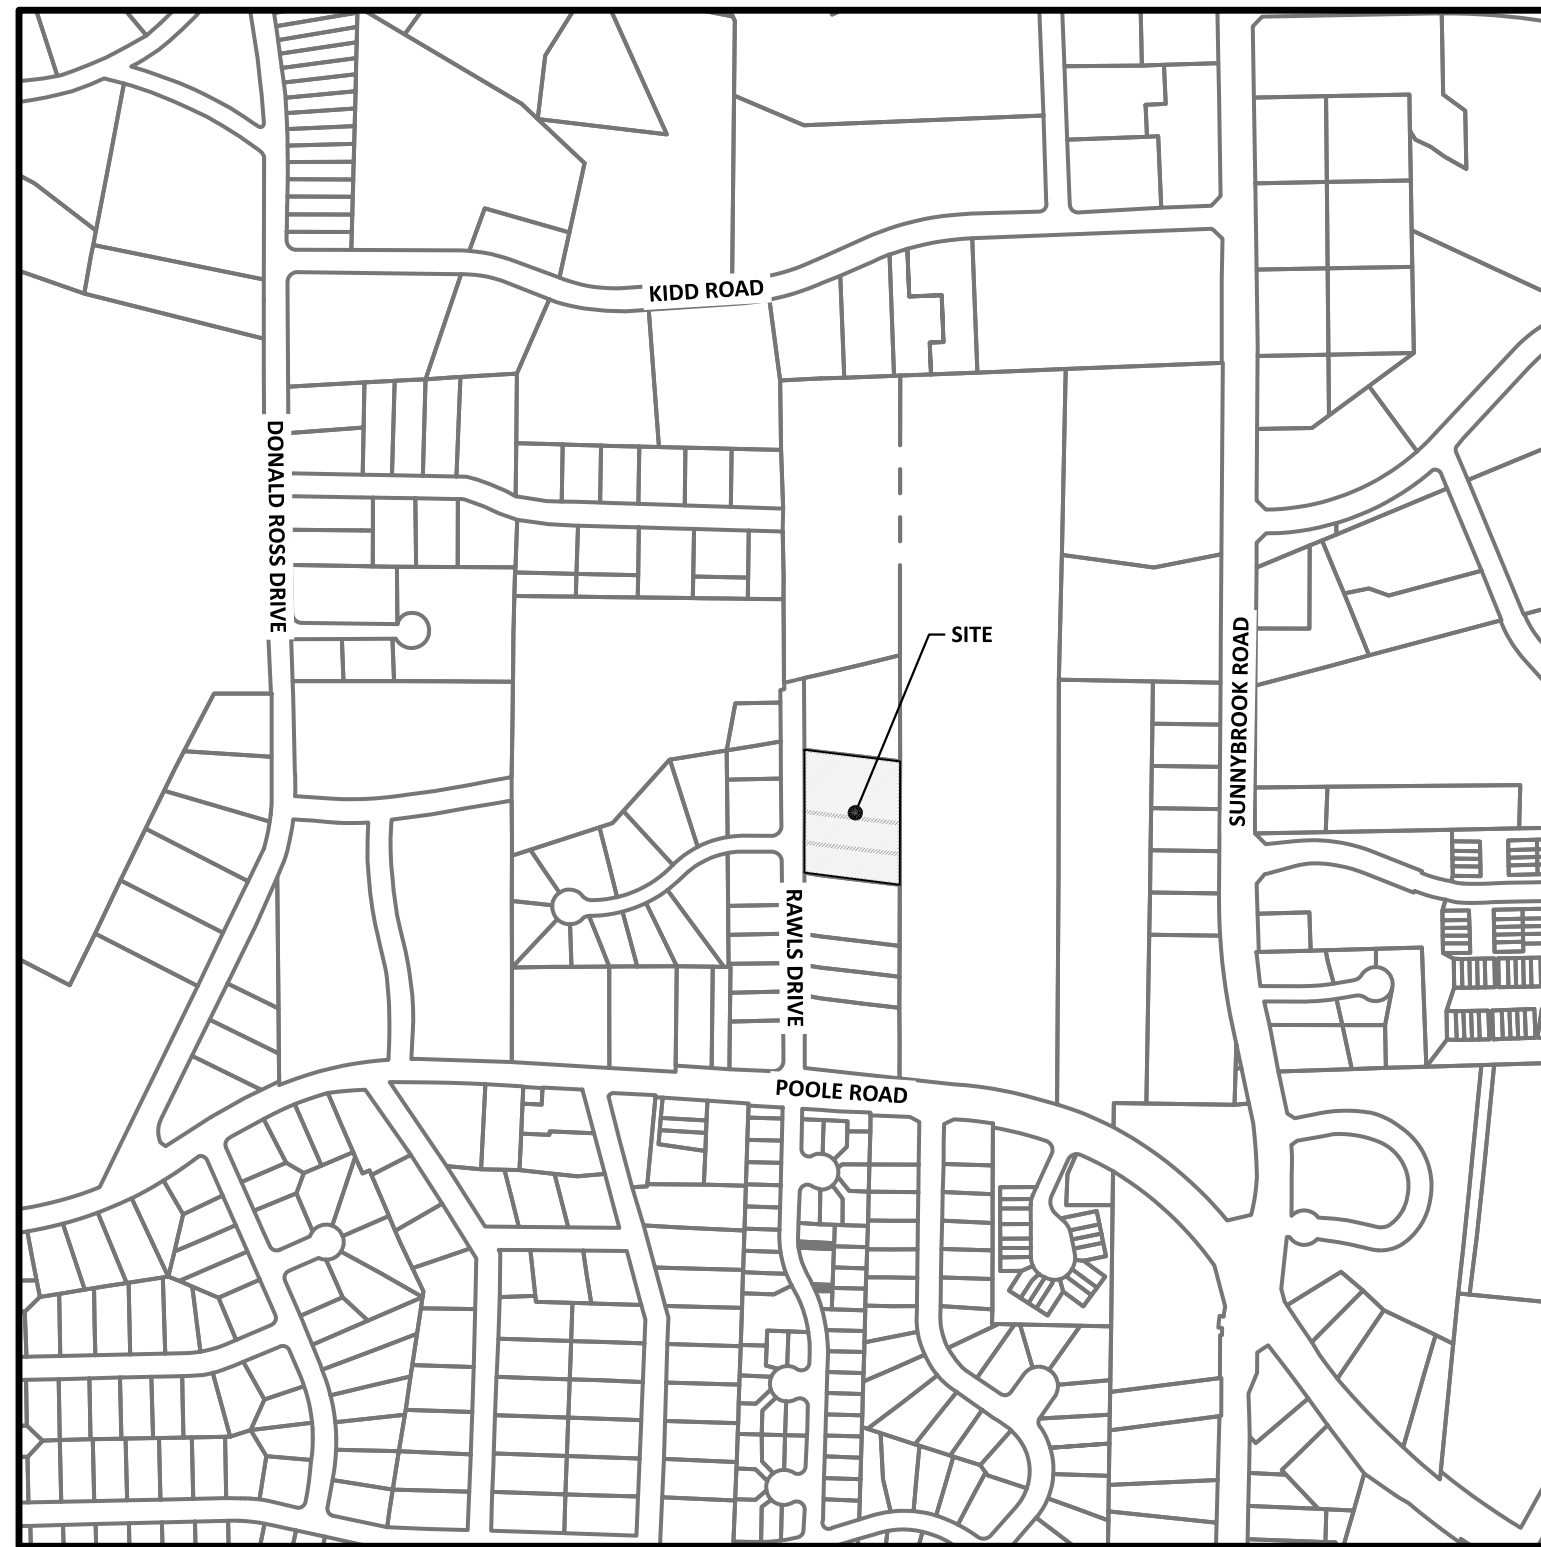 KIDD ROAD
DONALD ROSS DRIVE
SITE
SUNNYBROOK ROAD
RAWLS DRIVE
POOLE ROAD